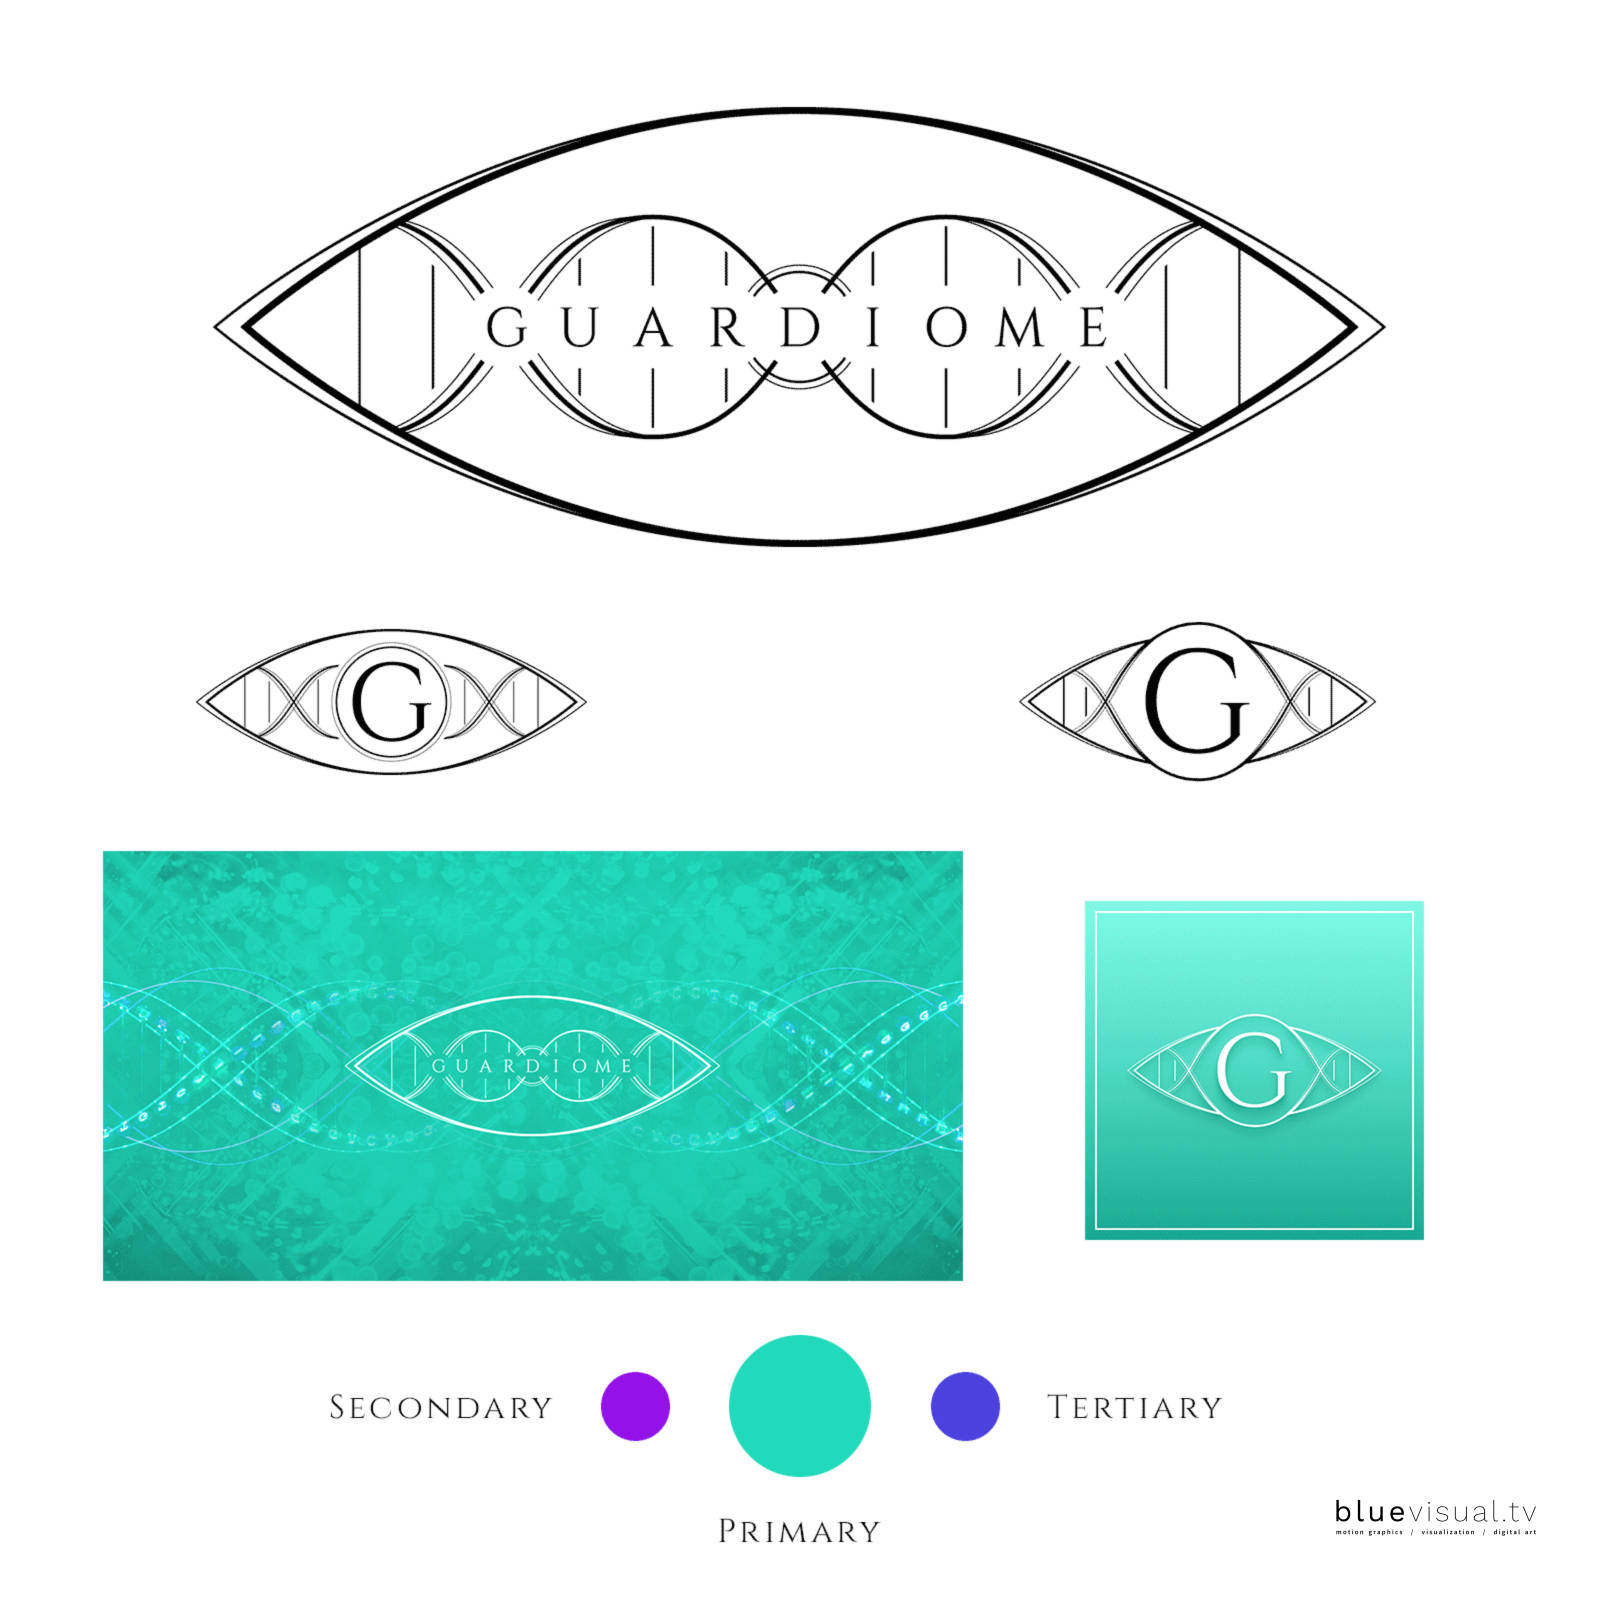 GUARDIOME
G
G
GUARDIOME
G
SECONDARY
TERTIARY
PRIMARY
bluevisual.tv
motion graphics / visualization / digital art